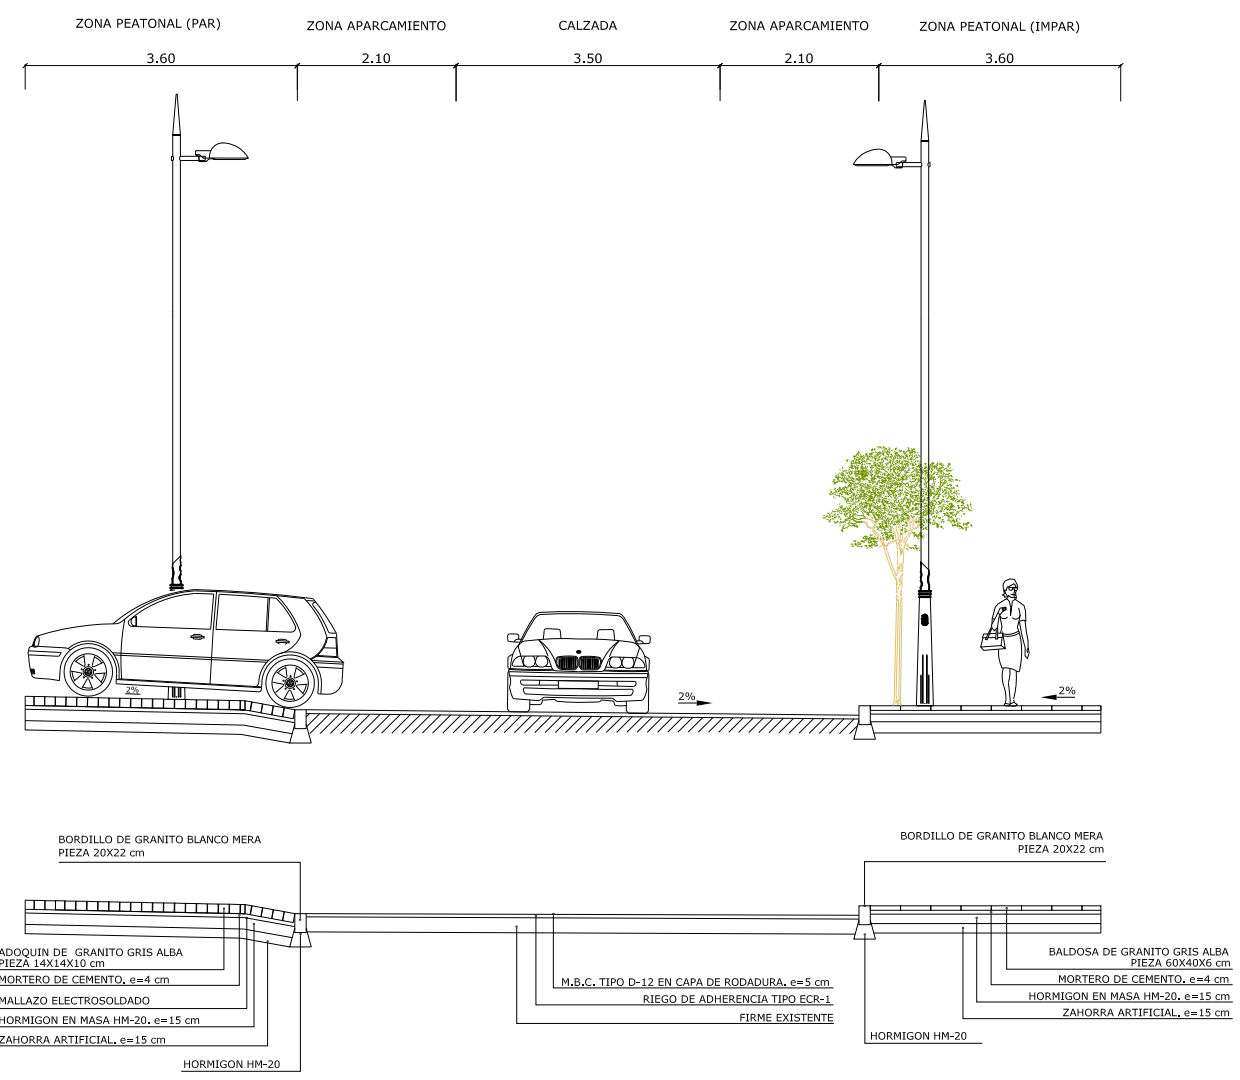 ZONA PEATONAL (PAR)
ZONA APARCAMIENTO
CALZADA
ZONA APARCAMIENTO
ZONA PEATONAL (IMPAR)
3.60
2.10
3.50
2.10
3.60
2%
2%
2%
BORDILLO DE GRANITO BLANCO MERA
PIEZA 20X22 cm
BORDILLO DE GRANITO BLANCO MERA
PIEZA 20X22 cm
ADOQUIN DE GRANITO GRIS ALBA
PIEZA 14X14X10 cm
MORTERO DE CEMENTO. e=4 cm
MALLAZO ELECTROSOLDADO
HORMIGON EN MASA HM-20. e=15 cm
ZAHORRA ARTIFICIAL. e=15 cm
HORMIGON HM-20
M.B.C. TIPO D-12 EN CAPA DE RODADURA. e=5 cm
RIEGO DE ADHERENCIA TIPO ECR-1
FIRME EXISTENTE
HORMIGON HM-20
BALDOSA DE GRANITO GRIS ALBA
PIEZA 60X40X6 cm
MORTERO DE CEMENTO. e=4 cm
HORMIGON EN MASA HM-20. e=15 cm
ZAHORRA ARTIFICIAL. e=15 cm